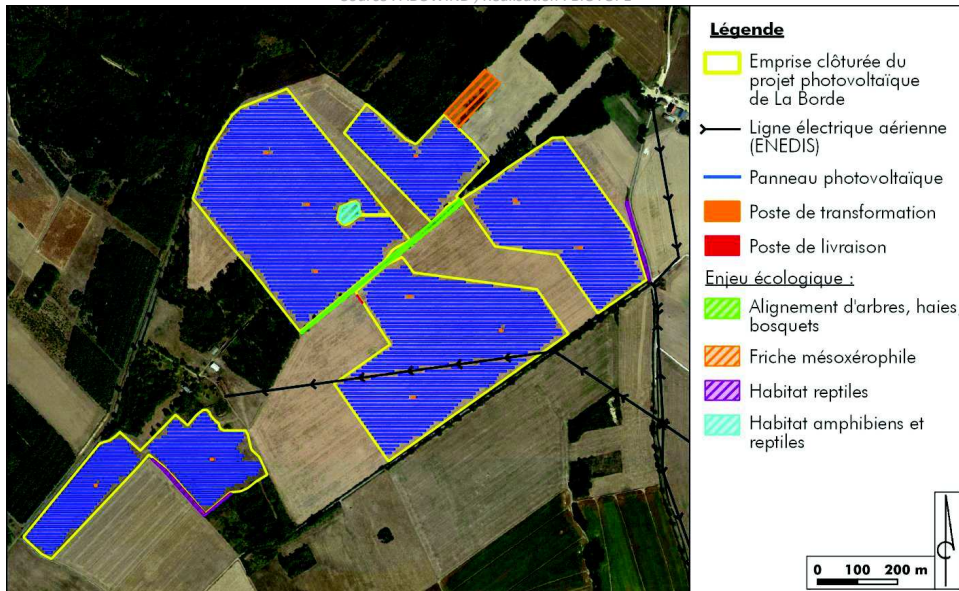 Légende
Emprise clôturée du
projet photovoltaïque
de La Borde
Ligne électrique aérienne
(ENEDIS)
Panneau photovoltaïque
Poste de transformation
Poste de livraison
Enjeu écologique :
Alignement d'arbres, haies,
bosquets
Friche mésoxérophile
Habitat reptiles
Habitat amphibiens et
reptiles
0 100 200 m